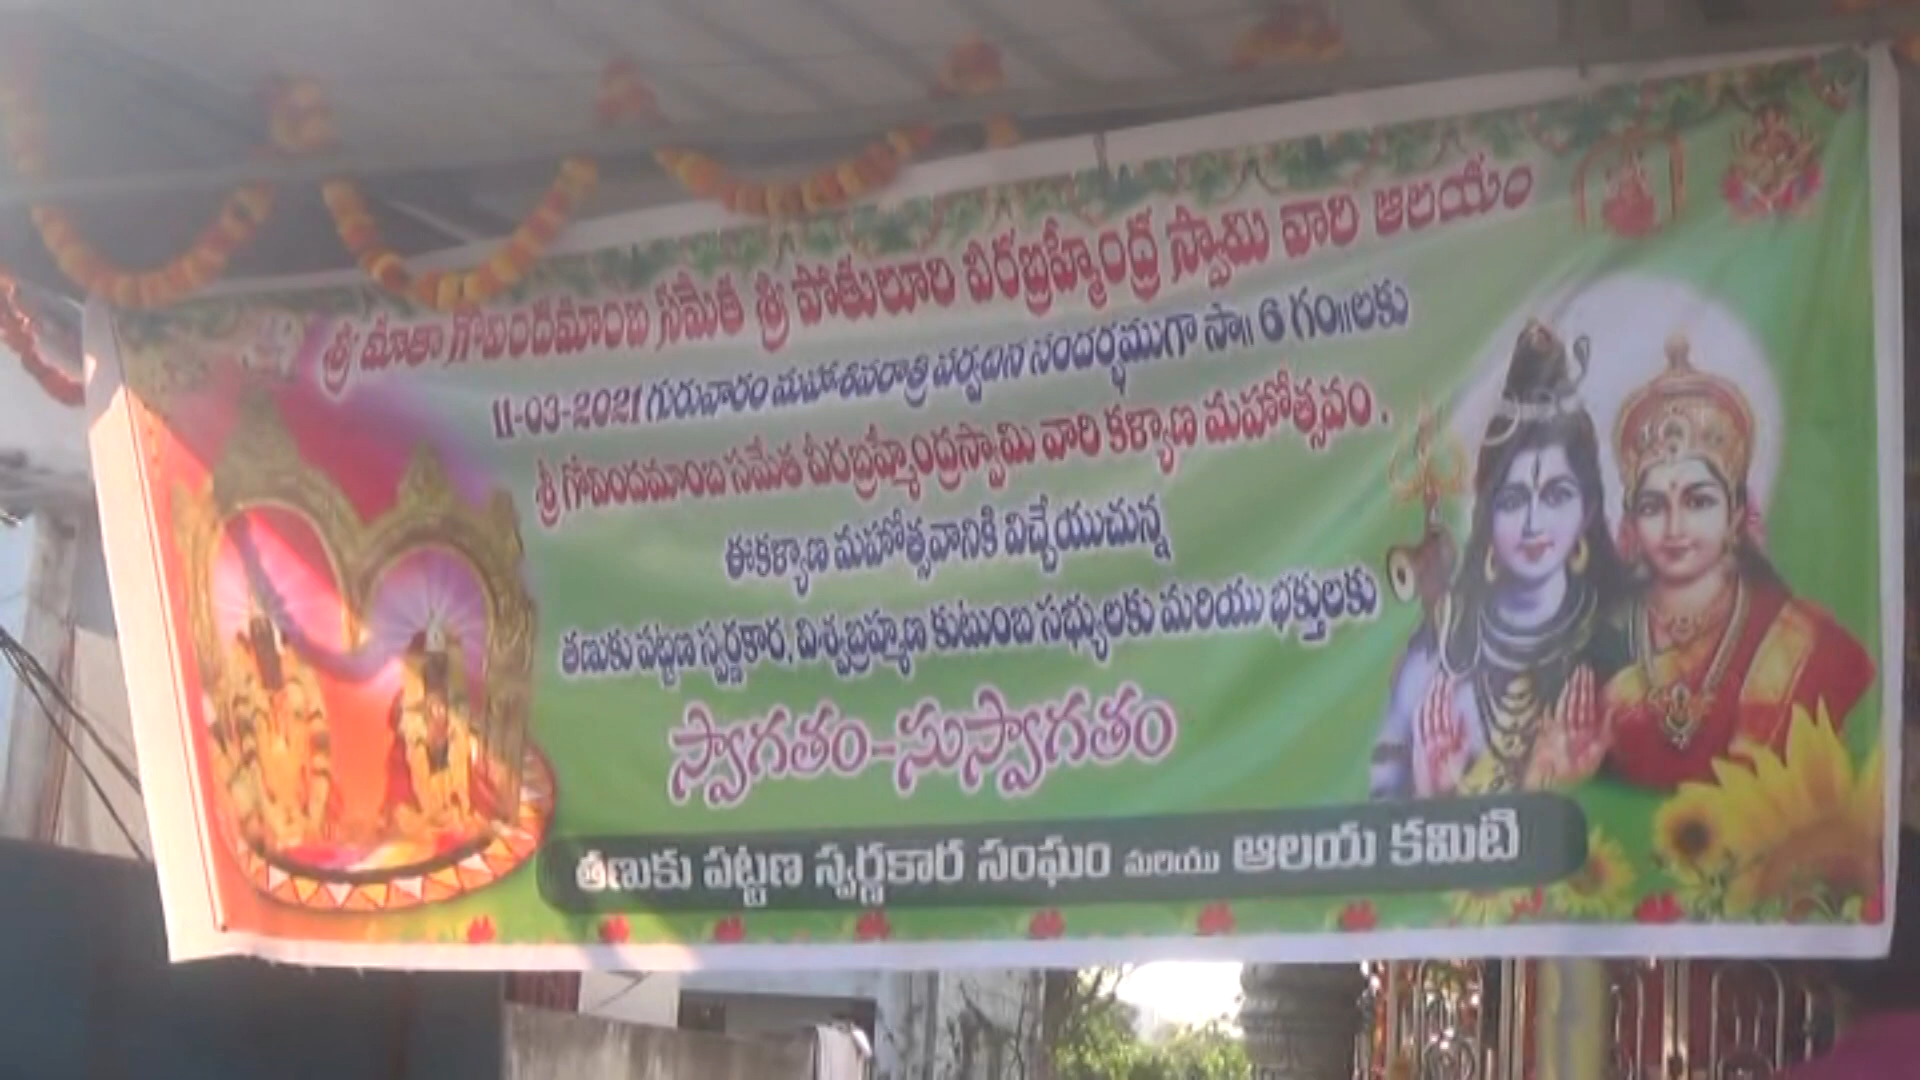 శ్రీ మాతా గోవిందమాంబ సమేత శ్రీ పోతులూరి వీరబ్రహ్మేంద్ర స్వామి వారి ఆలయం
11-03-2021 గురువారం మహాశివరాత్రి పర్వదిన సందర్భముగా సా॥ 6 గం॥లకు
శ్రీ గోవిందమాంబ సమేత వీరబ్రహ్మేంద్రస్వామి వారి కళ్యాణ మహోత్సవం .
ఈకళ్యాణ మహోత్సవానికి విచ్చేయుచున్న
తణుకు పట్టణ స్వర్ణకార, విశ్వబ్రహ్మణ కుటుంబ సభ్యులకు మరియు భక్తులకు
స్వాగతం-సుస్వాగతం
తణుకు పట్టణ స్వర్ణకార సంఘం మరియు ఆలయ కమిటి